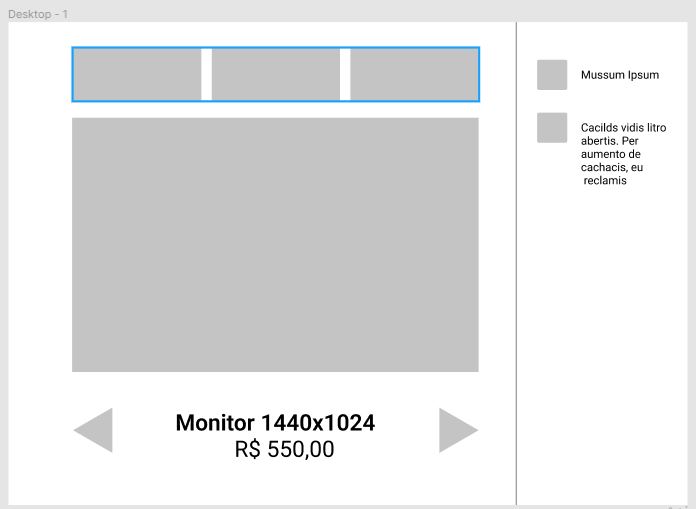 Desktop - 1
Mussum Ipsum
Cacilds vidis litro
abertis. Per
aumento de
cachacis, eu
reclamis
Monitor 1440x1024
R$ 550,00